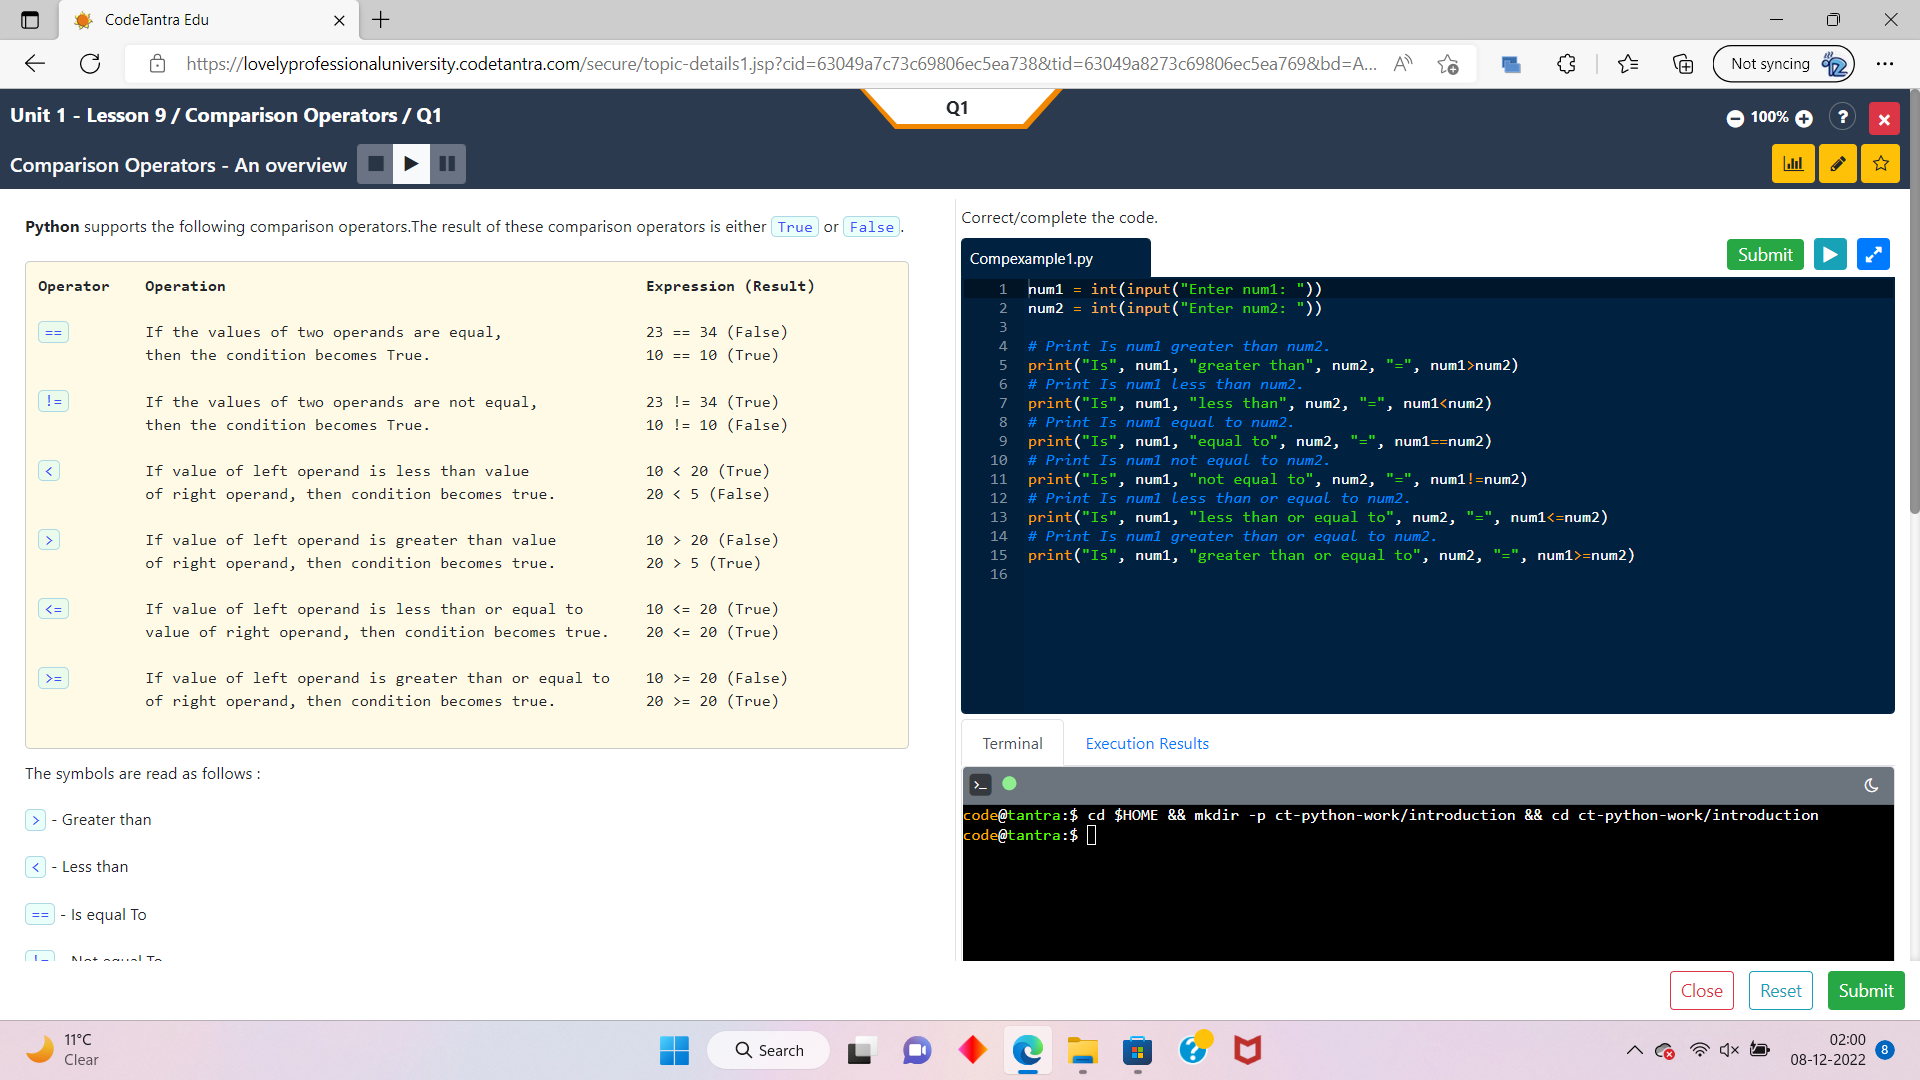 CodeTantra Edu
https://lovelyprofessionaluniversity.codetantra.com/secure/topic-details1.jsp?cid=63049a7c73c69806ec5ea738&tid=63049a8273c69806ec5ea769&bd=A...
Not syncing
Unit 1 - Lesson 9 / Comparison Operators / Q1
Q1
100%
?
Comparison Operators - An overview
Python supports the following comparison operators.The result of these comparison operators is either True or False.
Operator Operation Expression (Result)
== If the values of two operands are equal, 23 == 34 (False)
then the condition becomes True. 10 == 10 (True)
!= If the values of two operands are not equal, 23 != 34 (True)
then the condition becomes True. 10 != 10 (False)
< If value of left operand is less than value 10 < 20 (True)
of right operand, then condition becomes true. 20 < 5 (False)
> If value of left operand is greater than value 10 > 20 (False)
of right operand, then condition becomes true. 20 > 5 (True)
<= If value of left operand is less than or equal to 10 <= 20 (True)
value of right operand, then condition becomes true. 20 <= 20 (True)
>= If value of left operand is greater than or equal to 10 >= 20 (False)
of right operand, then condition becomes true. 20 >= 20 (True)
The symbols are read as follows :
> - Greater than
< - Less than
== - Is equal To
!= - Not equal To
Correct/complete the code.
Compexample1.py
Submit
1 num1 = int(input("Enter num1: "))
2 num2 = int(input("Enter num2: "))
3
4 # Print Is num1 greater than num2.
5 print("Is", num1, "greater than", num2, "=", num1>num2)
6 # Print Is num1 less than num2.
7 print("Is", num1, "less than", num2, "=", num1<num2)
8 # Print Is num1 equal to num2.
9 print("Is", num1, "equal to", num2, "=", num1==num2)
10 # Print Is num1 not equal to num2.
11 print("Is", num1, "not equal to", num2, "=", num1!=num2)
12 # Print Is num1 less than or equal to num2.
13 print("Is", num1, "less than or equal to", num2, "=", num1<=num2)
14 # Print Is num1 greater than or equal to num2.
15 print("Is", num1, "greater than or equal to", num2, "=", num1>=num2)
16
Terminal Execution Results
code@tantra:$ cd $HOME && mkdir -p ct-python-work/introduction && cd ct-python-work/introduction
code@tantra:$
Close Reset Submit
11°C
Clear
Search
02:00
08-12-2022
8